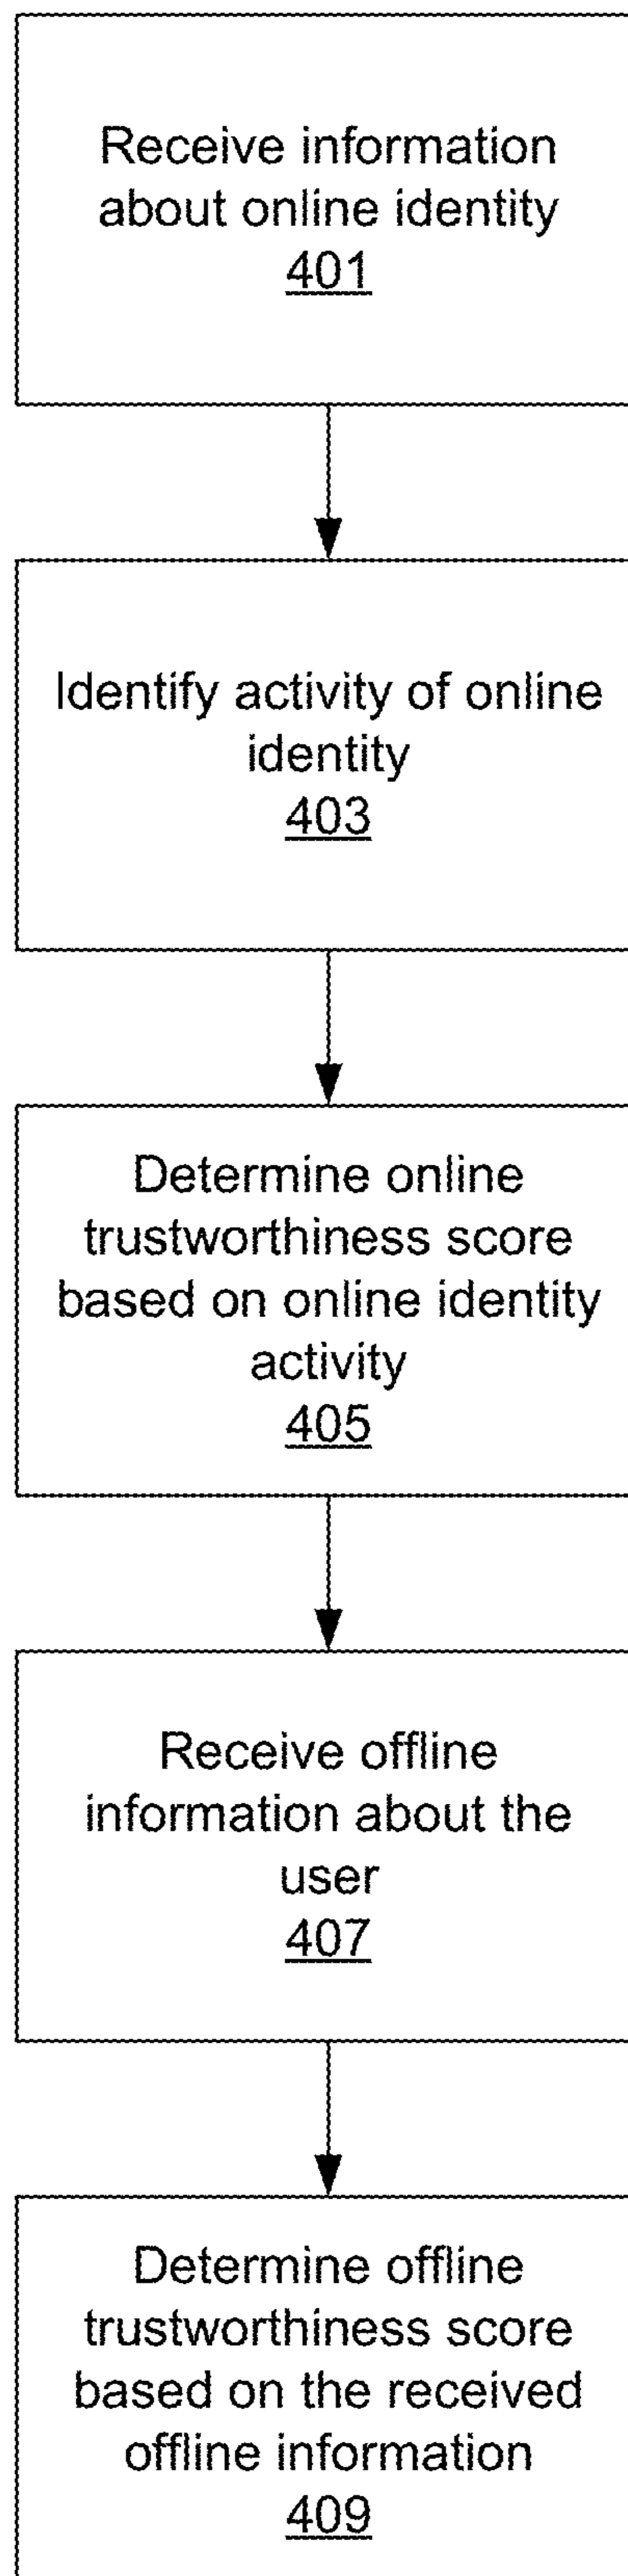 Receive information
about online identity
401
Identify activity of online
identity
403
Determine online
trustworthiness score
based on online identity
activity
405
Receive offline
information about the
user
407
Determine offline
trustworthiness score
based on the received
offline information
409